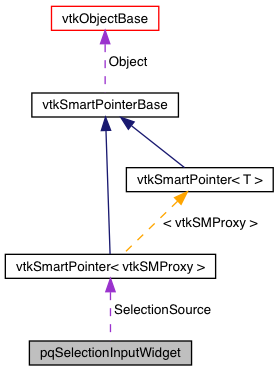 vtkObjectBase
Object
vtkSmartPointerBase
vtkSmartPointer< T >
< vtkSMProxy >
vtkSmartPointer< vtkSMProxy >
SelectionSource
pqSelectionInputWidget